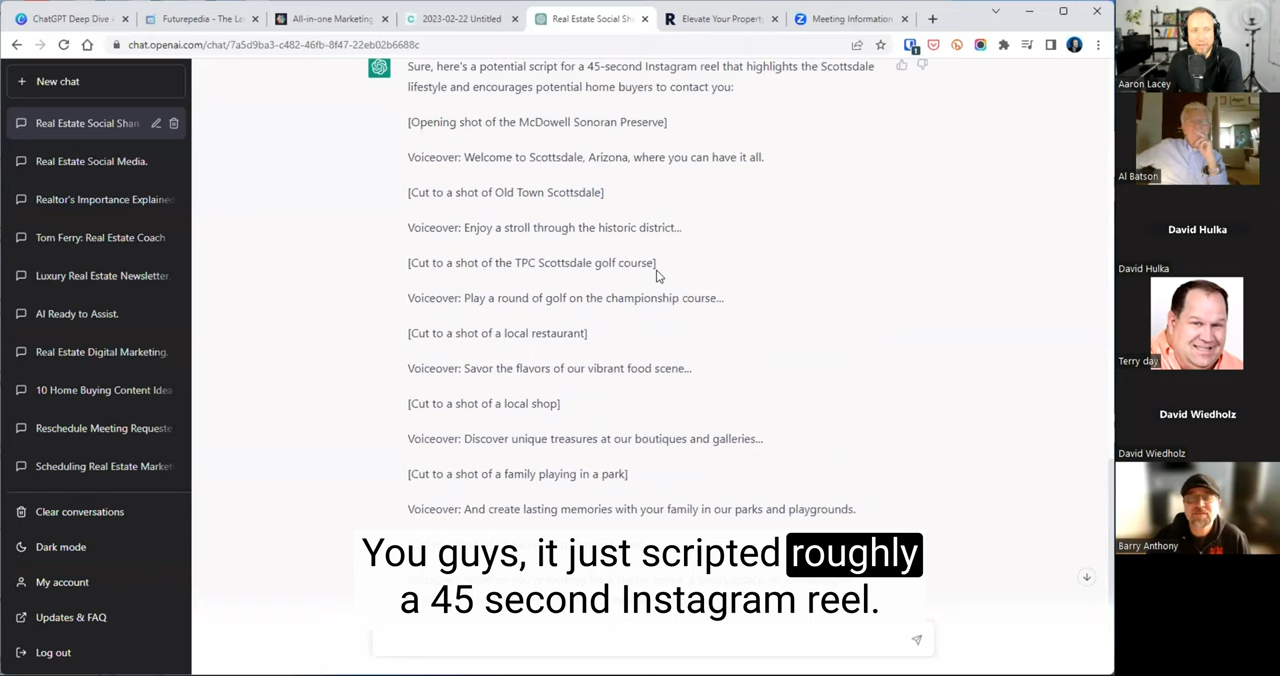 ChatGPT Deep Dive
Futurepedia - The La
All-in-one Marketing
2023-02-22 Untitled
Real Estate Social Sha
Elevate Your Property
Meeting Information
chat.openai.com/chat/7a5d9ba3-c482-46fb-8f47-22eb02b6688c
New chat
Real Estate Social Shan
Real Estate Social Media.
Realtor's Importance Explained
Tom Ferry: Real Estate Coach
Luxury Real Estate Newsletter.
AI Ready to Assist.
Real Estate Digital Marketing.
10 Home Buying Content Idea
Reschedule Meeting Requeste
Scheduling Real Estate Market
Clear conversations
Dark mode
My account
Updates & FAQ
Log out
Sure, here's a potential script for a 45-second Instagram reel that highlights the Scottsdale
lifestyle and encourages potential home buyers to contact you:
[Opening shot of the McDowell Sonoran Preserve]
Voiceover: Welcome to Scottsdale, Arizona, where you can have it all.
[Cut to a shot of Old Town Scottsdale]
Voiceover: Enjoy a stroll through the historic district...
[Cut to a shot of the TPC Scottsdale golf course]
Voiceover: Play a round of golf on the championship course...
[Cut to a shot of a local restaurant]
Voiceover: Savor the flavors of our vibrant food scene...
[Cut to a shot of a local shop]
Voiceover: Discover unique treasures at our boutiques and galleries...
[Cut to a shot of a family playing in a park]
Voiceover: And create lasting memories with your family in our parks and playgrounds.
You guys, it just scripted roughly
a 45 second Instagram reel.
Aaron Lacey
Al Batson
David Hulka
David Hulka
Terry day
David Wiedholz
David Wiedholz
Barry Anthony